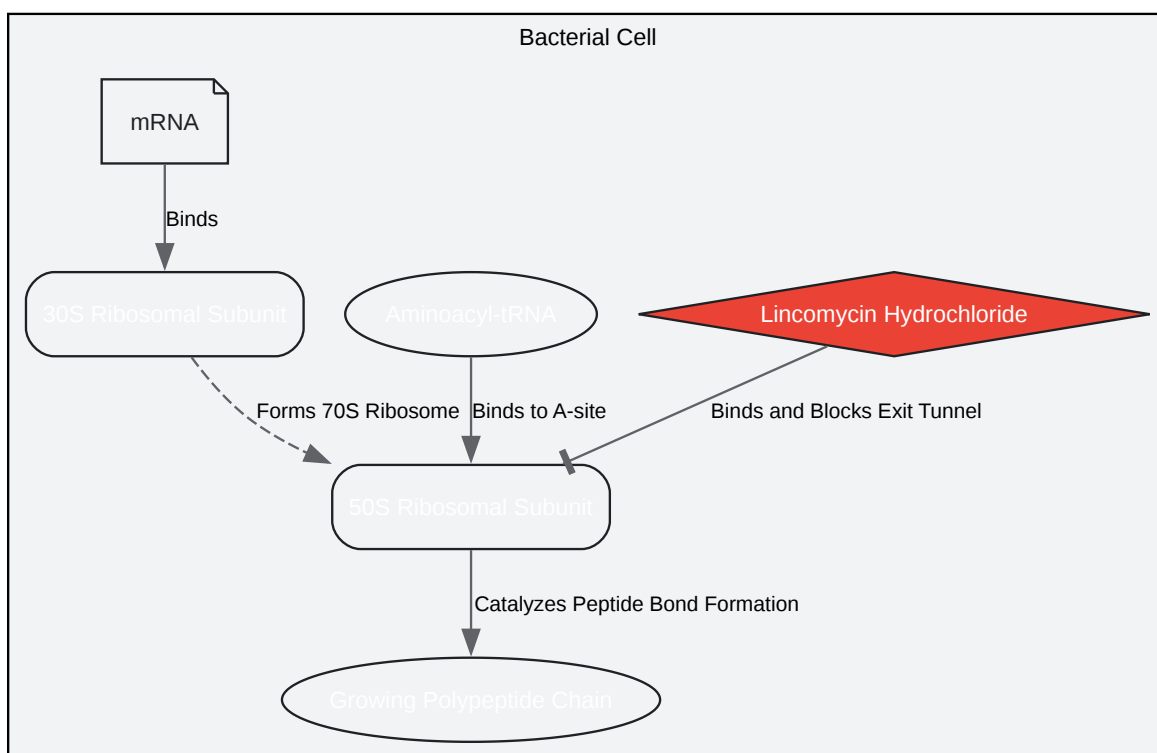 Bacterial Cell
mRNA
Binds
30S Ribosomal Subunit
Aminoacyl-tRNA
Lincomycin Hydrochloride
Forms 70S Ribosome
Binds to A-site
Binds and Blocks Exit Tunnel
50S Ribosomal Subunit
Catalyzes Peptide Bond Formation
Growing Polypeptide Chain